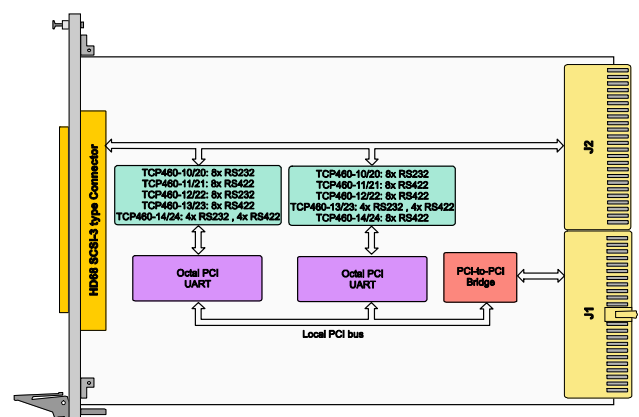 HD68 SCSI-3 type Connector
TCP460-10/20: 8x RS232
TCP460-11/21: 8x RS422
TCP460-12/22: 8x RS232
TCP460-13/23: 8x RS422
TCP460-14/24: 4x RS232 , 4x RS422
TCP460-10/20: 8x RS232
TCP460-11/21: 8x RS422
TCP460-12/22: 8x RS422
TCP460-13/23: 4x RS232 , 4x RS422
TCP460-14/24: 8x RS422
J2
Octal PCI
UART
Octal PCI
UART
PCI-to-PCI
Bridge
J1
Local PCI bus